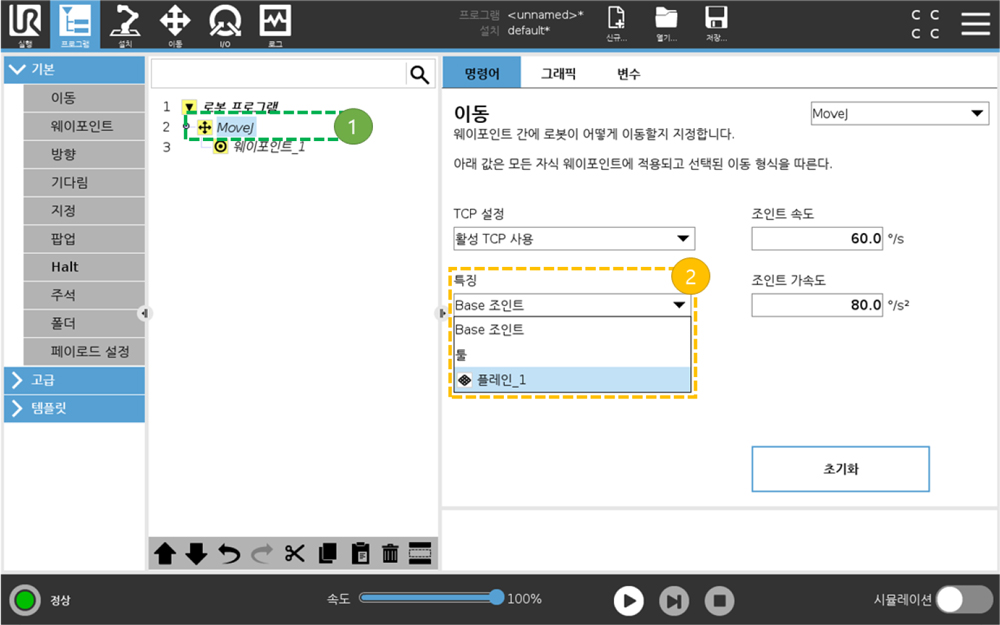 UR
실행
프로그램
설치
이동
I/O
로그
프로그램 <unnamed>*
설치 default*
신규...
열기...
저장...
C C
C C
기본
이동
웨이포인트
방향
기다림
지정
팝업
Halt
주석
폴더
페이로드 설정
고급
템플릿
1 로봇 프로그램
2 MoveJ
1
3 웨이포인트_1
명령어 그래픽 변수
이동
MoveJ
웨이포인트 간에 로봇이 어떻게 이동할지 지정합니다.
아래 값은 모든 자식 웨이포인트에 적용되고 선택된 이동 형식을 따른다.
TCP 설정
활성 TCP 사용
조인트 속도
60.0 °/s
특징
2
Base 조인트
Base 조인트
툴
플레인_1
조인트 가속도
80.0 °/s²
초기화
정상
속도 100%
시뮬레이션